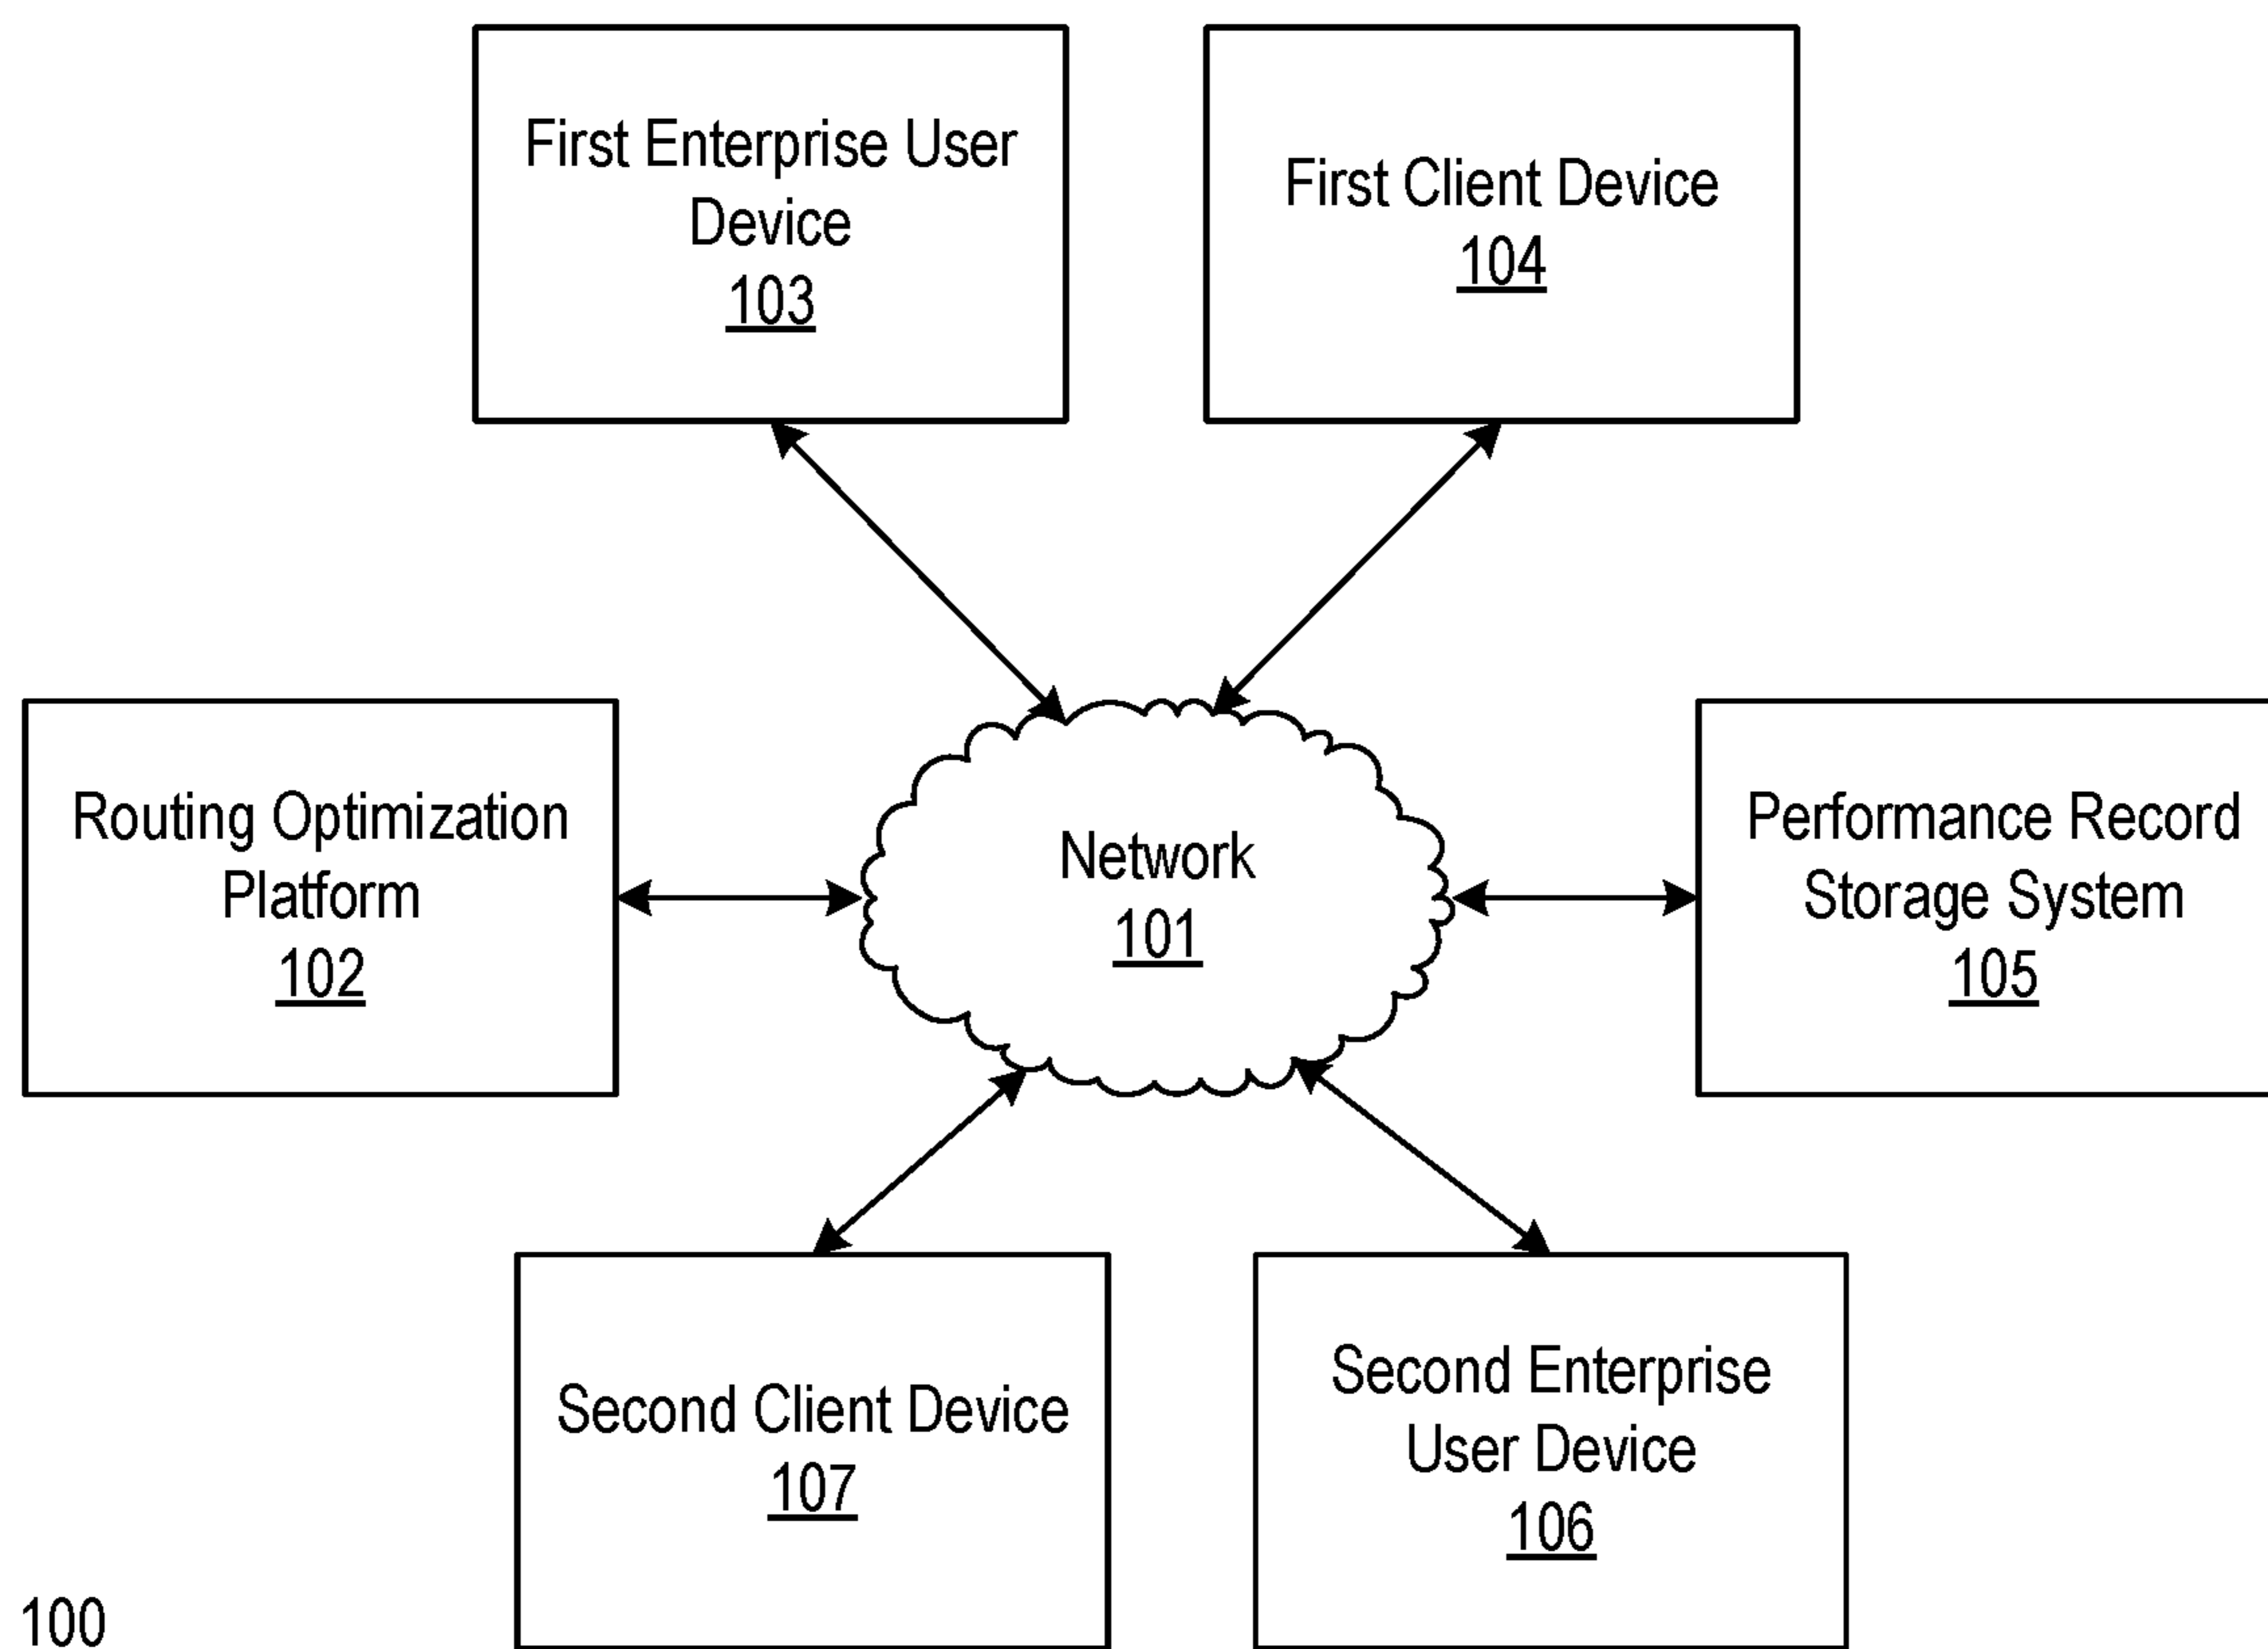 First Enterprise User
Device
103
First Client Device
104
Routing Optimization
Platform
102
Network
101
Performance Record
Storage System
105
Second Client Device
107
Second Enterprise
User Device
106
100